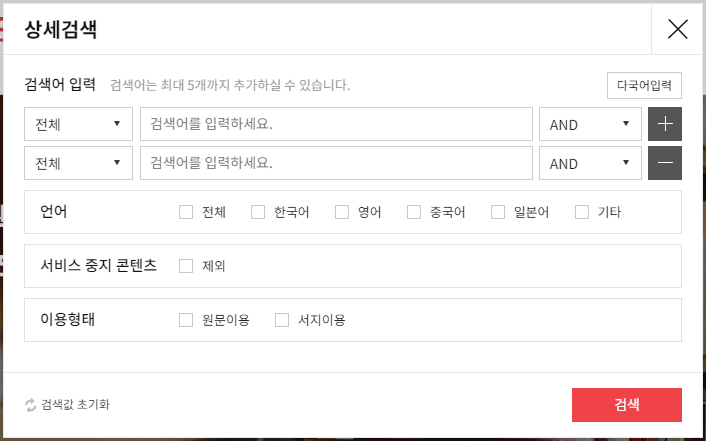 상세검색
검색어 입력 검색어는 최대 5개까지 추가하실 수 있습니다. 다국어입력
전체 검색어를 입력하세요. AND
전체 검색어를 입력하세요. AND
언어 전체 한국어 영어 중국어 일본어 기타
서비스 중지 콘텐츠 제외
이용형태 원문이용 서지이용
검색값 초기화 검색